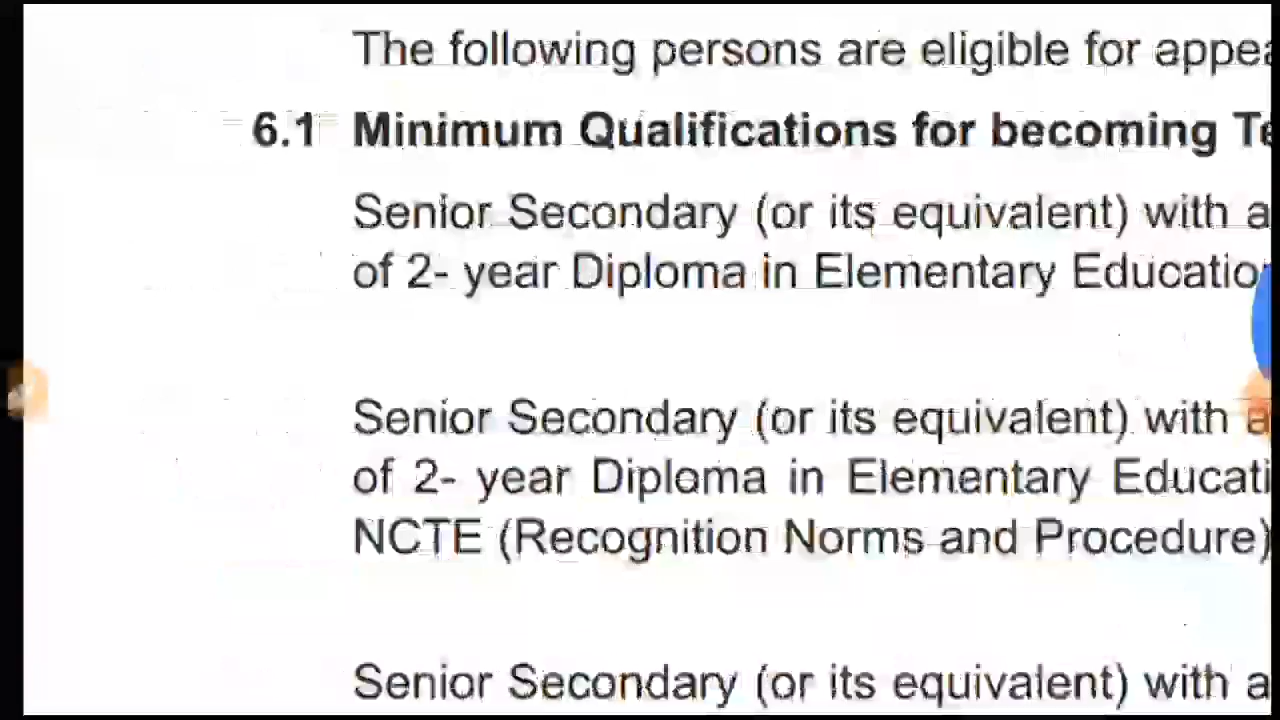 The following persons are eligible for appea
6.1 Minimum Qualifications for becoming Te
Senior Secondary (or its equivalent) with a
of 2- year Diploma in Elementary Educatio
Senior Secondary (or its equivalent) with a
of 2- year Diploma in Elementary Educati
NCTE (Recognition Norms and Procedure)
Senior Secondary (or its equivalent) with a